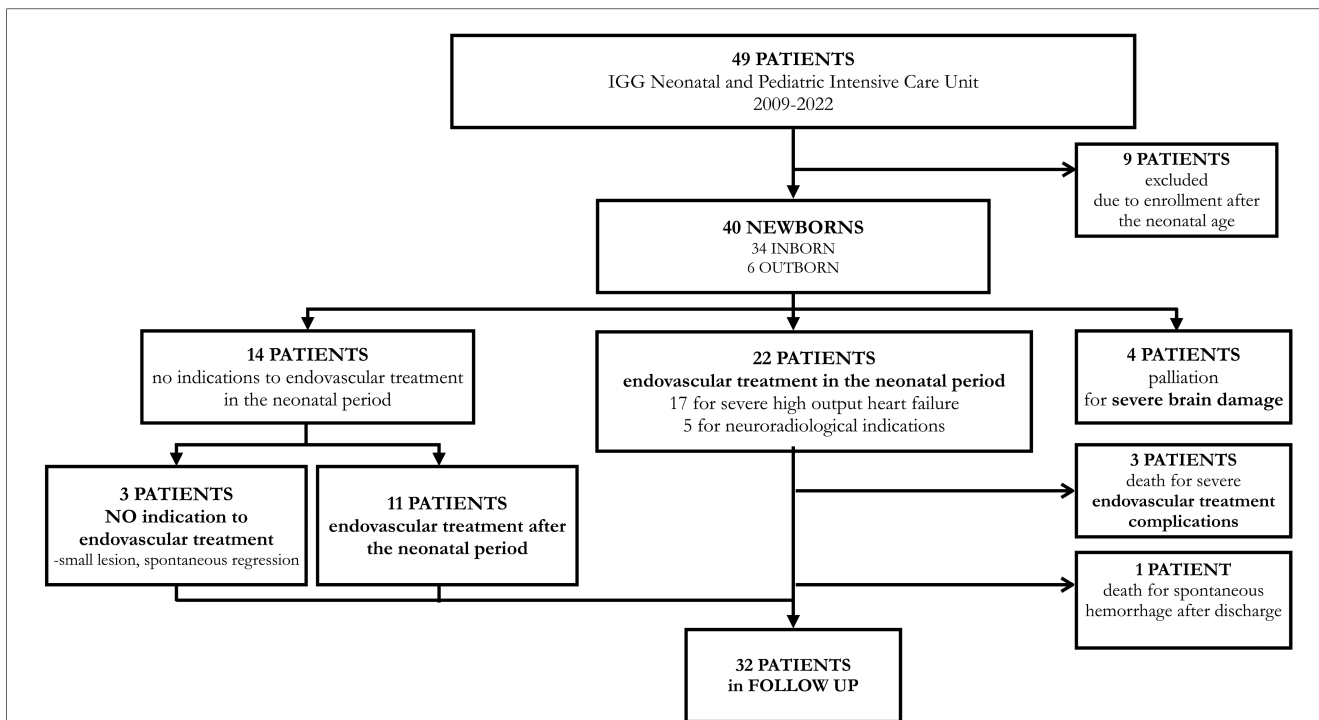 49 PATIENTS
IGG Neonatal and Pediatric Intensive Care Unit
2009-2022
9 PATIENTS
excluded
due to enrollment after
the neonatal age
40 NEWBORNS
34 INBORN
6 OUTBORN
14 PATIENTS
no indications to endovascular treatment
in the neonatal period
22 PATIENTS
endovascular treatment in the neonatal period
17 for severe high output heart failure
5 for neuroradiological indications
4 PATIENTS
palliation
for severe brain damage
3 PATIENTS
NO indication to
endovascular treatment
-small lesion, spontaneous regression
11 PATIENTS
endovascular treatment after
the neonatal period
3 PATIENTS
death for severe
endovascular treatment
complications
1 PATIENT
death for spontaneous
hemorrhage after discharge
32 PATIENTS
in FOLLOW UP